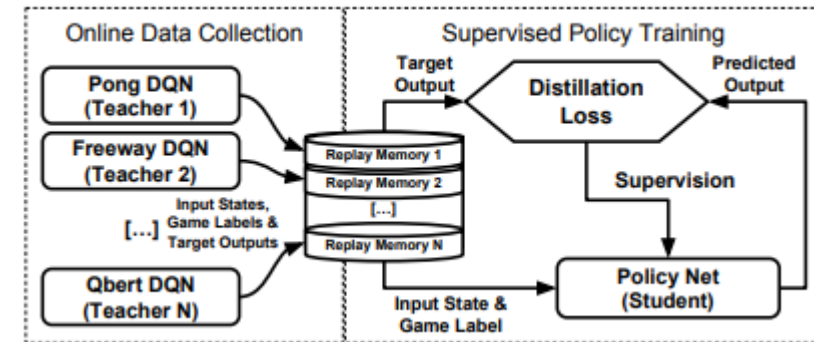 Online Data Collection
Pong DQN
(Teacher 1)
Freeway DQN
(Teacher 2)
[...]
Input States,
Game Labels &
Target Outputs
Qbert DQN
(Teacher N)
Replay Memory 1
Replay Memory 2
[...]
Replay Memory N
Supervised Policy Training
Target
Output
Distillation
Loss
Predicted
Output
Supervision
Input State &
Game Label
Policy Net
(Student)